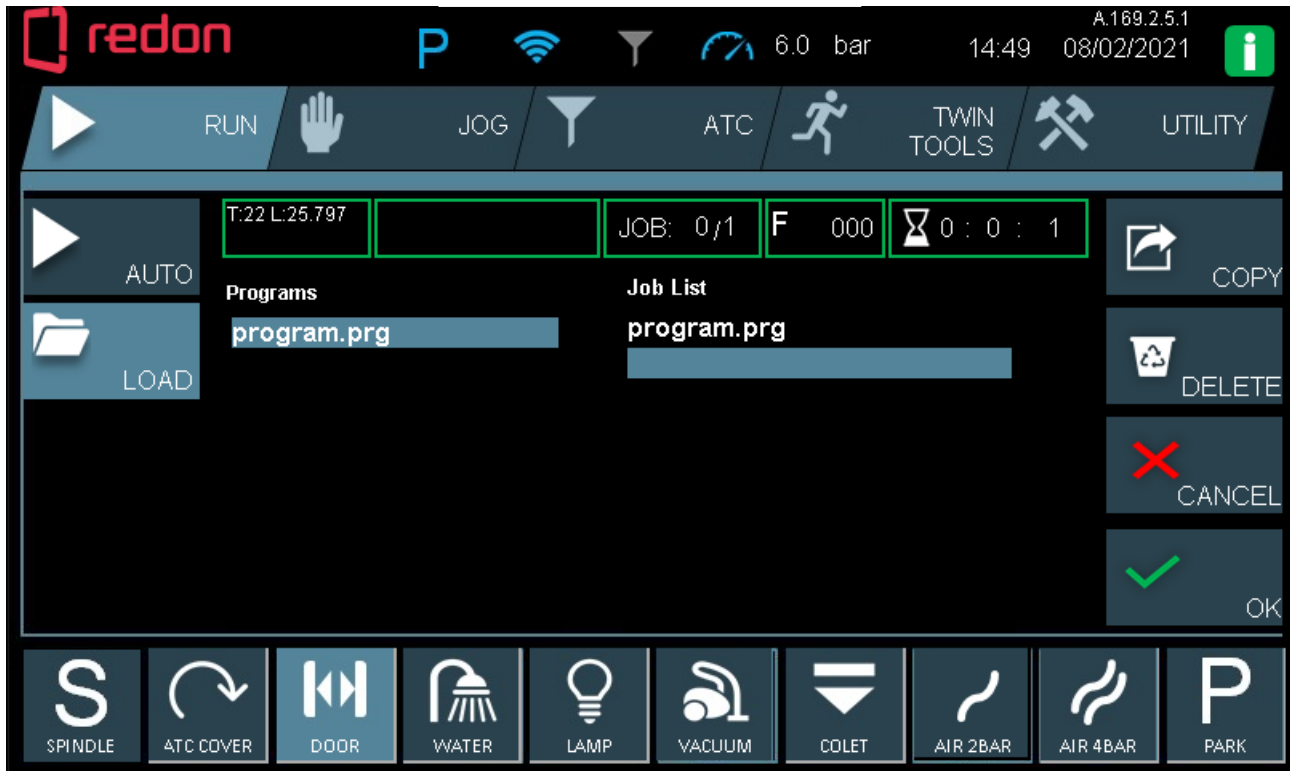 redon
P
6.0 bar
14:49
A.169.2.5.1
08/02/2021
i
RUN
JOG
ATC
TWIN
TOOLS
UTILITY
AUTO
LOAD
T:22 L:25.797
JOB: 0/1
F 000
0 : 0 : 1
Programs
program.prg
Job List
program.prg
COPY
DELETE
CANCEL
OK
S
SPINDLE
ATC COVER
DOOR
WATER
LAMP
VACUUM
COLET
AIR 2BAR
AIR 4BAR
P
PARK